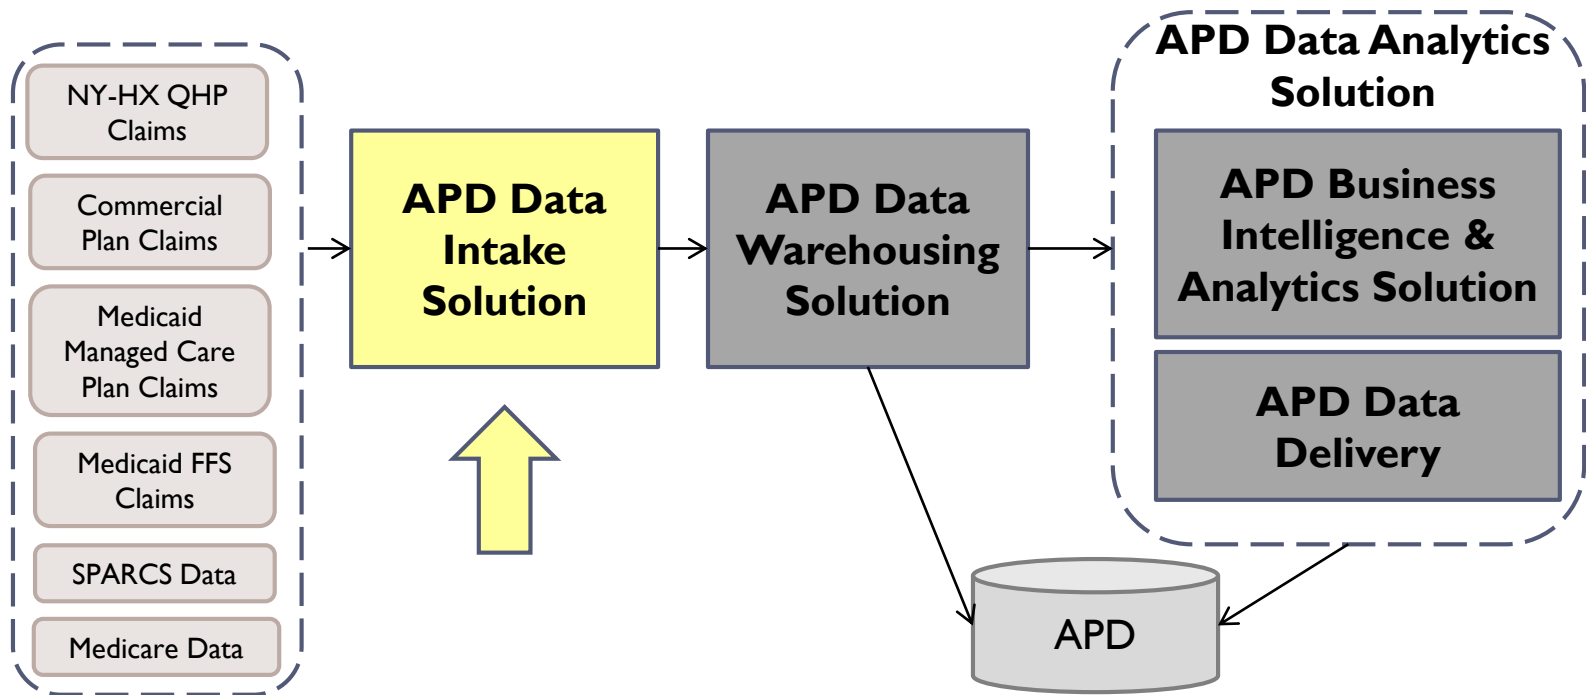 NY-HX QHP
Claims
Commercial
Plan Claims
Medicaid
Managed Care
Plan Claims
Medicaid FFS
Claims
SPARCS Data
Medicare Data
APD Data
Intake
Solution
APD Data
Warehousing
Solution
APD Data Analytics
Solution
APD Business
Intelligence &
Analytics Solution
APD Data
Delivery
APD